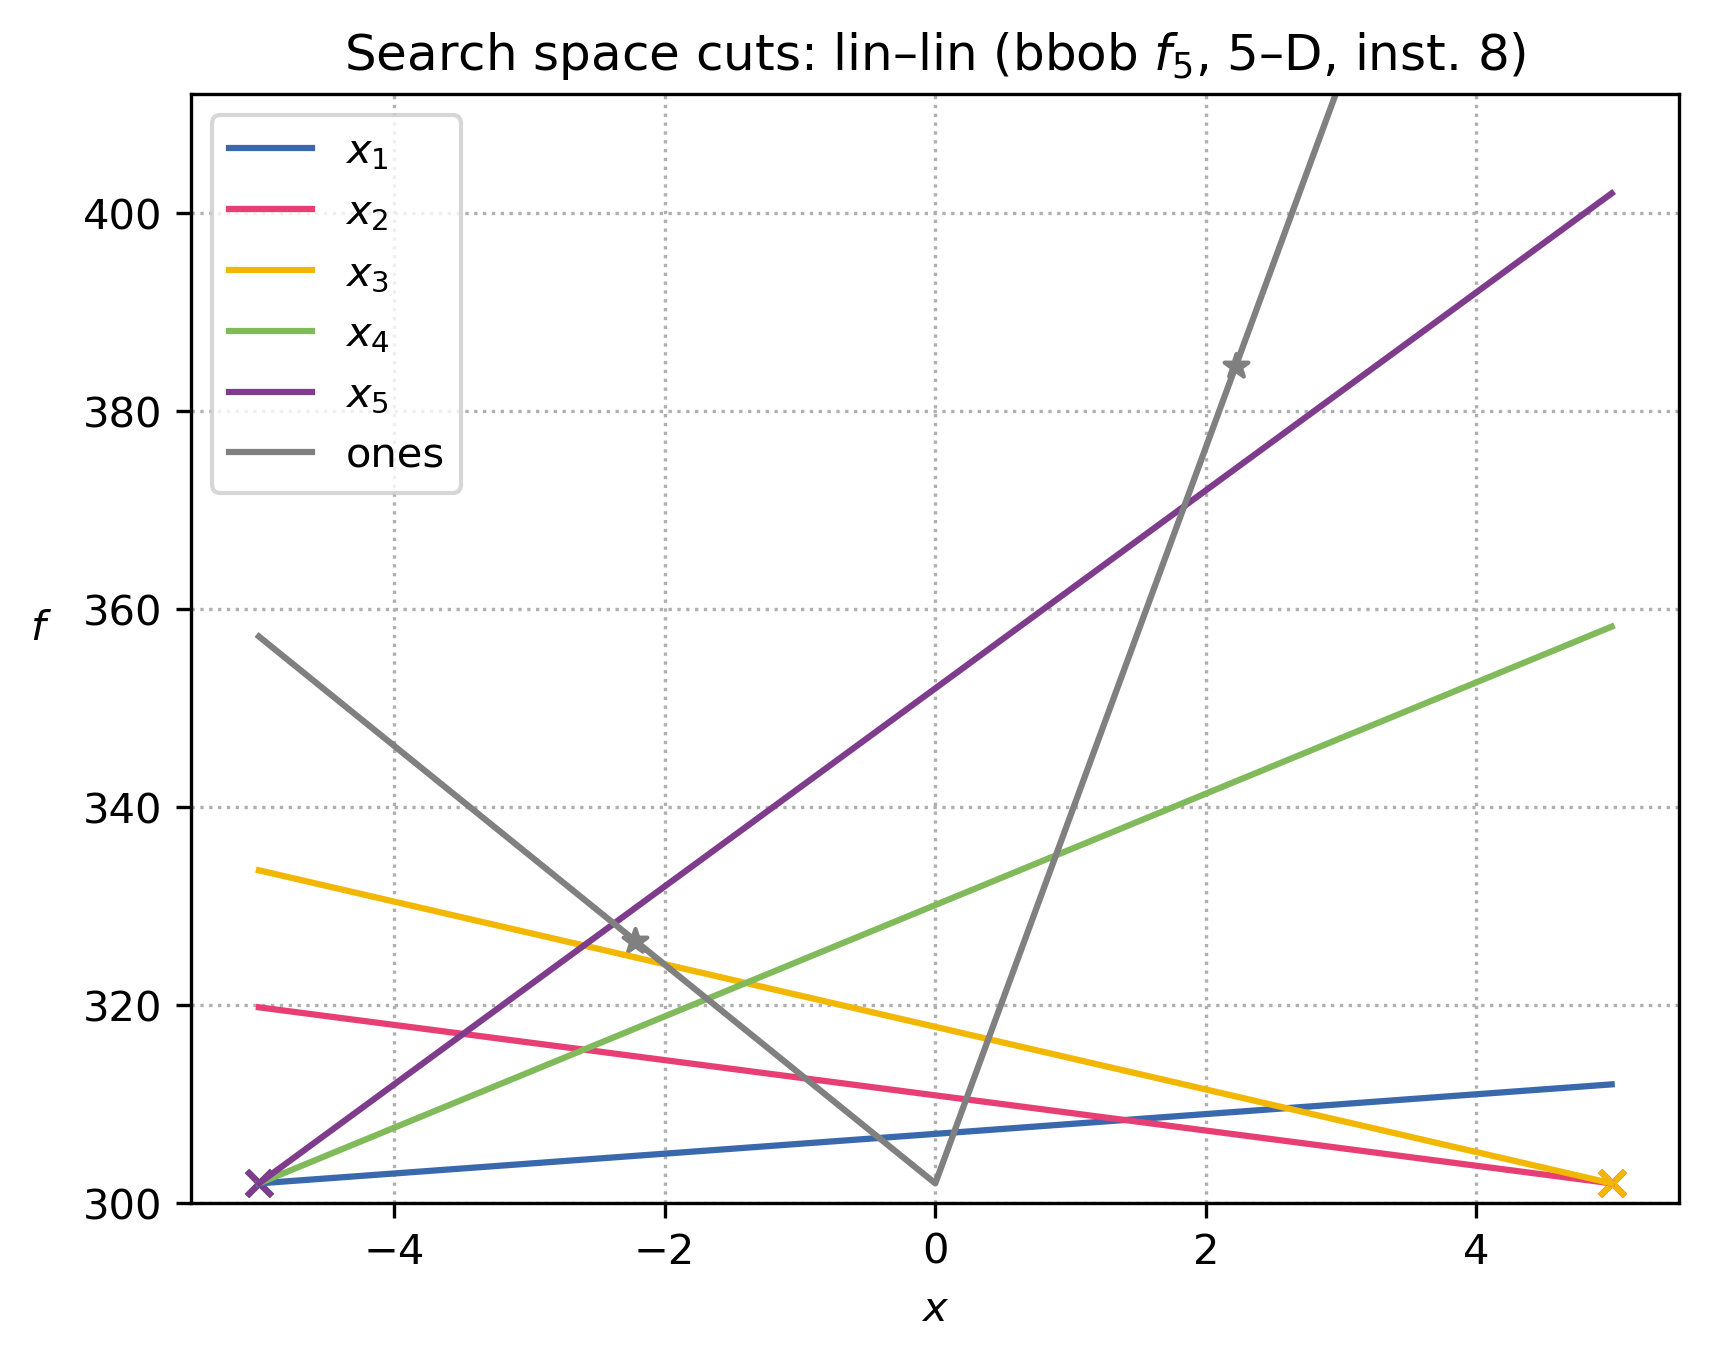 Search space cuts: lin–lin (bbob f5, 5–D, inst. 8)
x1
x2
x3
x4
x5
ones
400
380
360
340
320
300
f
−4
−2
0
2
4
x